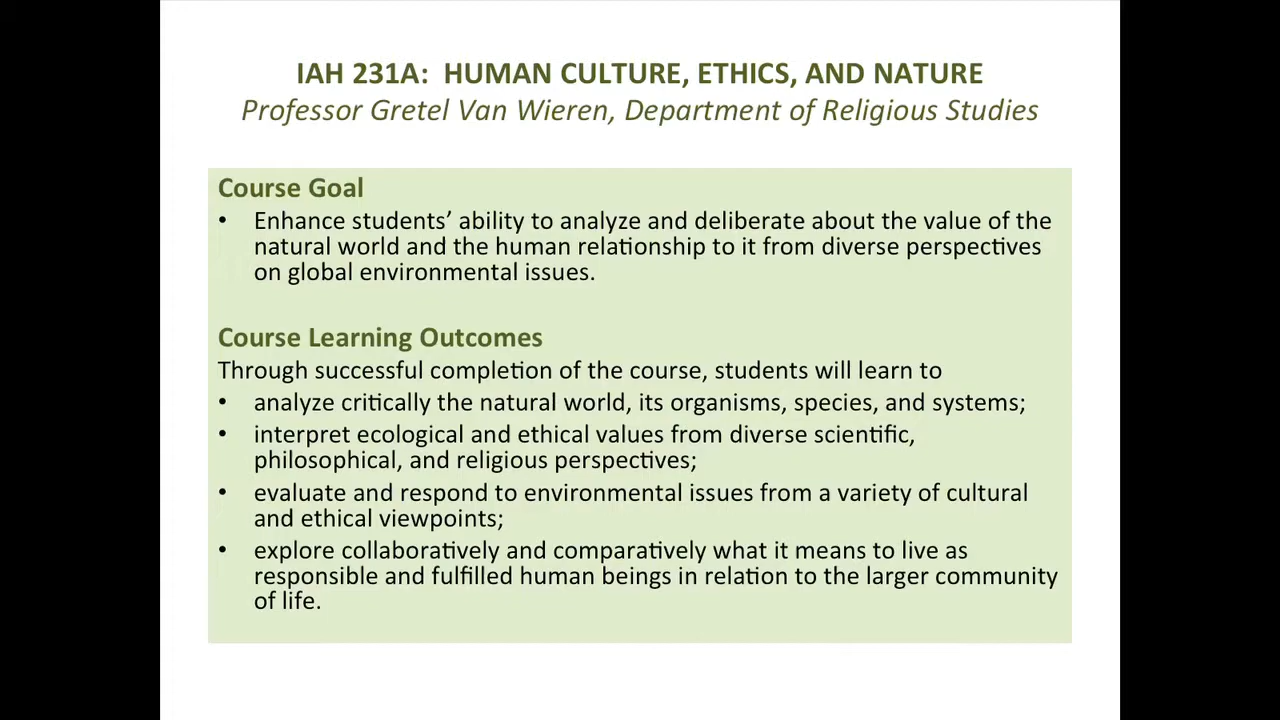 IAH 231A:  HUMAN CULTURE, ETHICS, AND NATURE
Professor Gretel Van Wieren, Department of Religious Studies
Course Goal
• Enhance students’ ability to analyze and deliberate about the value of the
natural world and the human relationship to it from diverse perspectives
on global environmental issues.
Course Learning Outcomes
Through successful completion of the course, students will learn to
• analyze critically the natural world, its organisms, species, and systems;
• interpret ecological and ethical values from diverse scientific,
philosophical, and religious perspectives;
• evaluate and respond to environmental issues from a variety of cultural
and ethical viewpoints;
• explore collaboratively and comparatively what it means to live as
responsible and fulfilled human beings in relation to the larger community
of life.